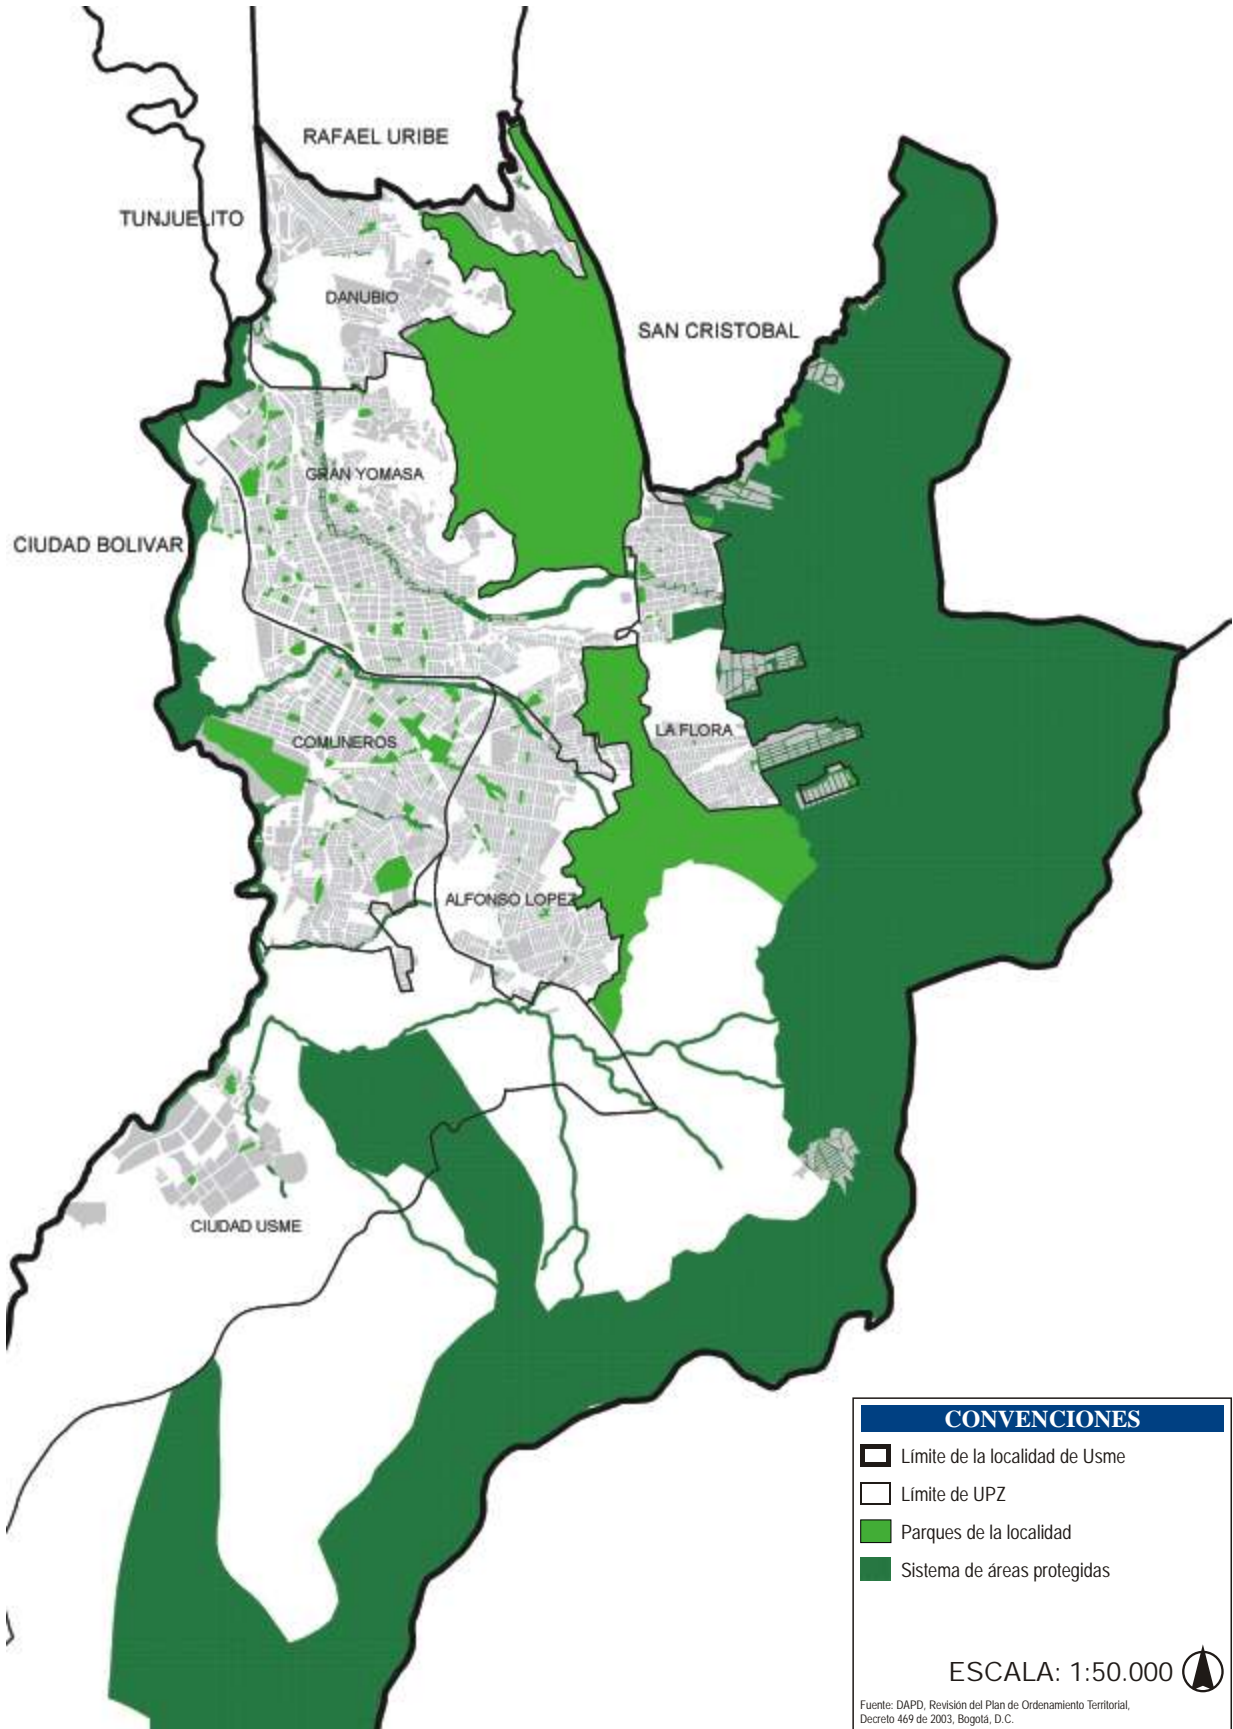 RAFAEL URIBE
TUNJUELITO
DANUBIO
SAN CRISTOBAL
GRAN YOMASA
CIUDAD BOLIVAR
LA FLORA
COMUNEROS
ALFONSO LOPEZ
CIUDAD USME
CONVENCIONES
Límite de la localidad de Usme
Límite de UPZ
Parques de la localidad
Sistema de áreas protegidas
ESCALA: 1:50.000
Fuente: DAPD, Revisión del Plan de Ordenamiento Territorial,
Decreto 469 de 2003, Bogotá, D.C.